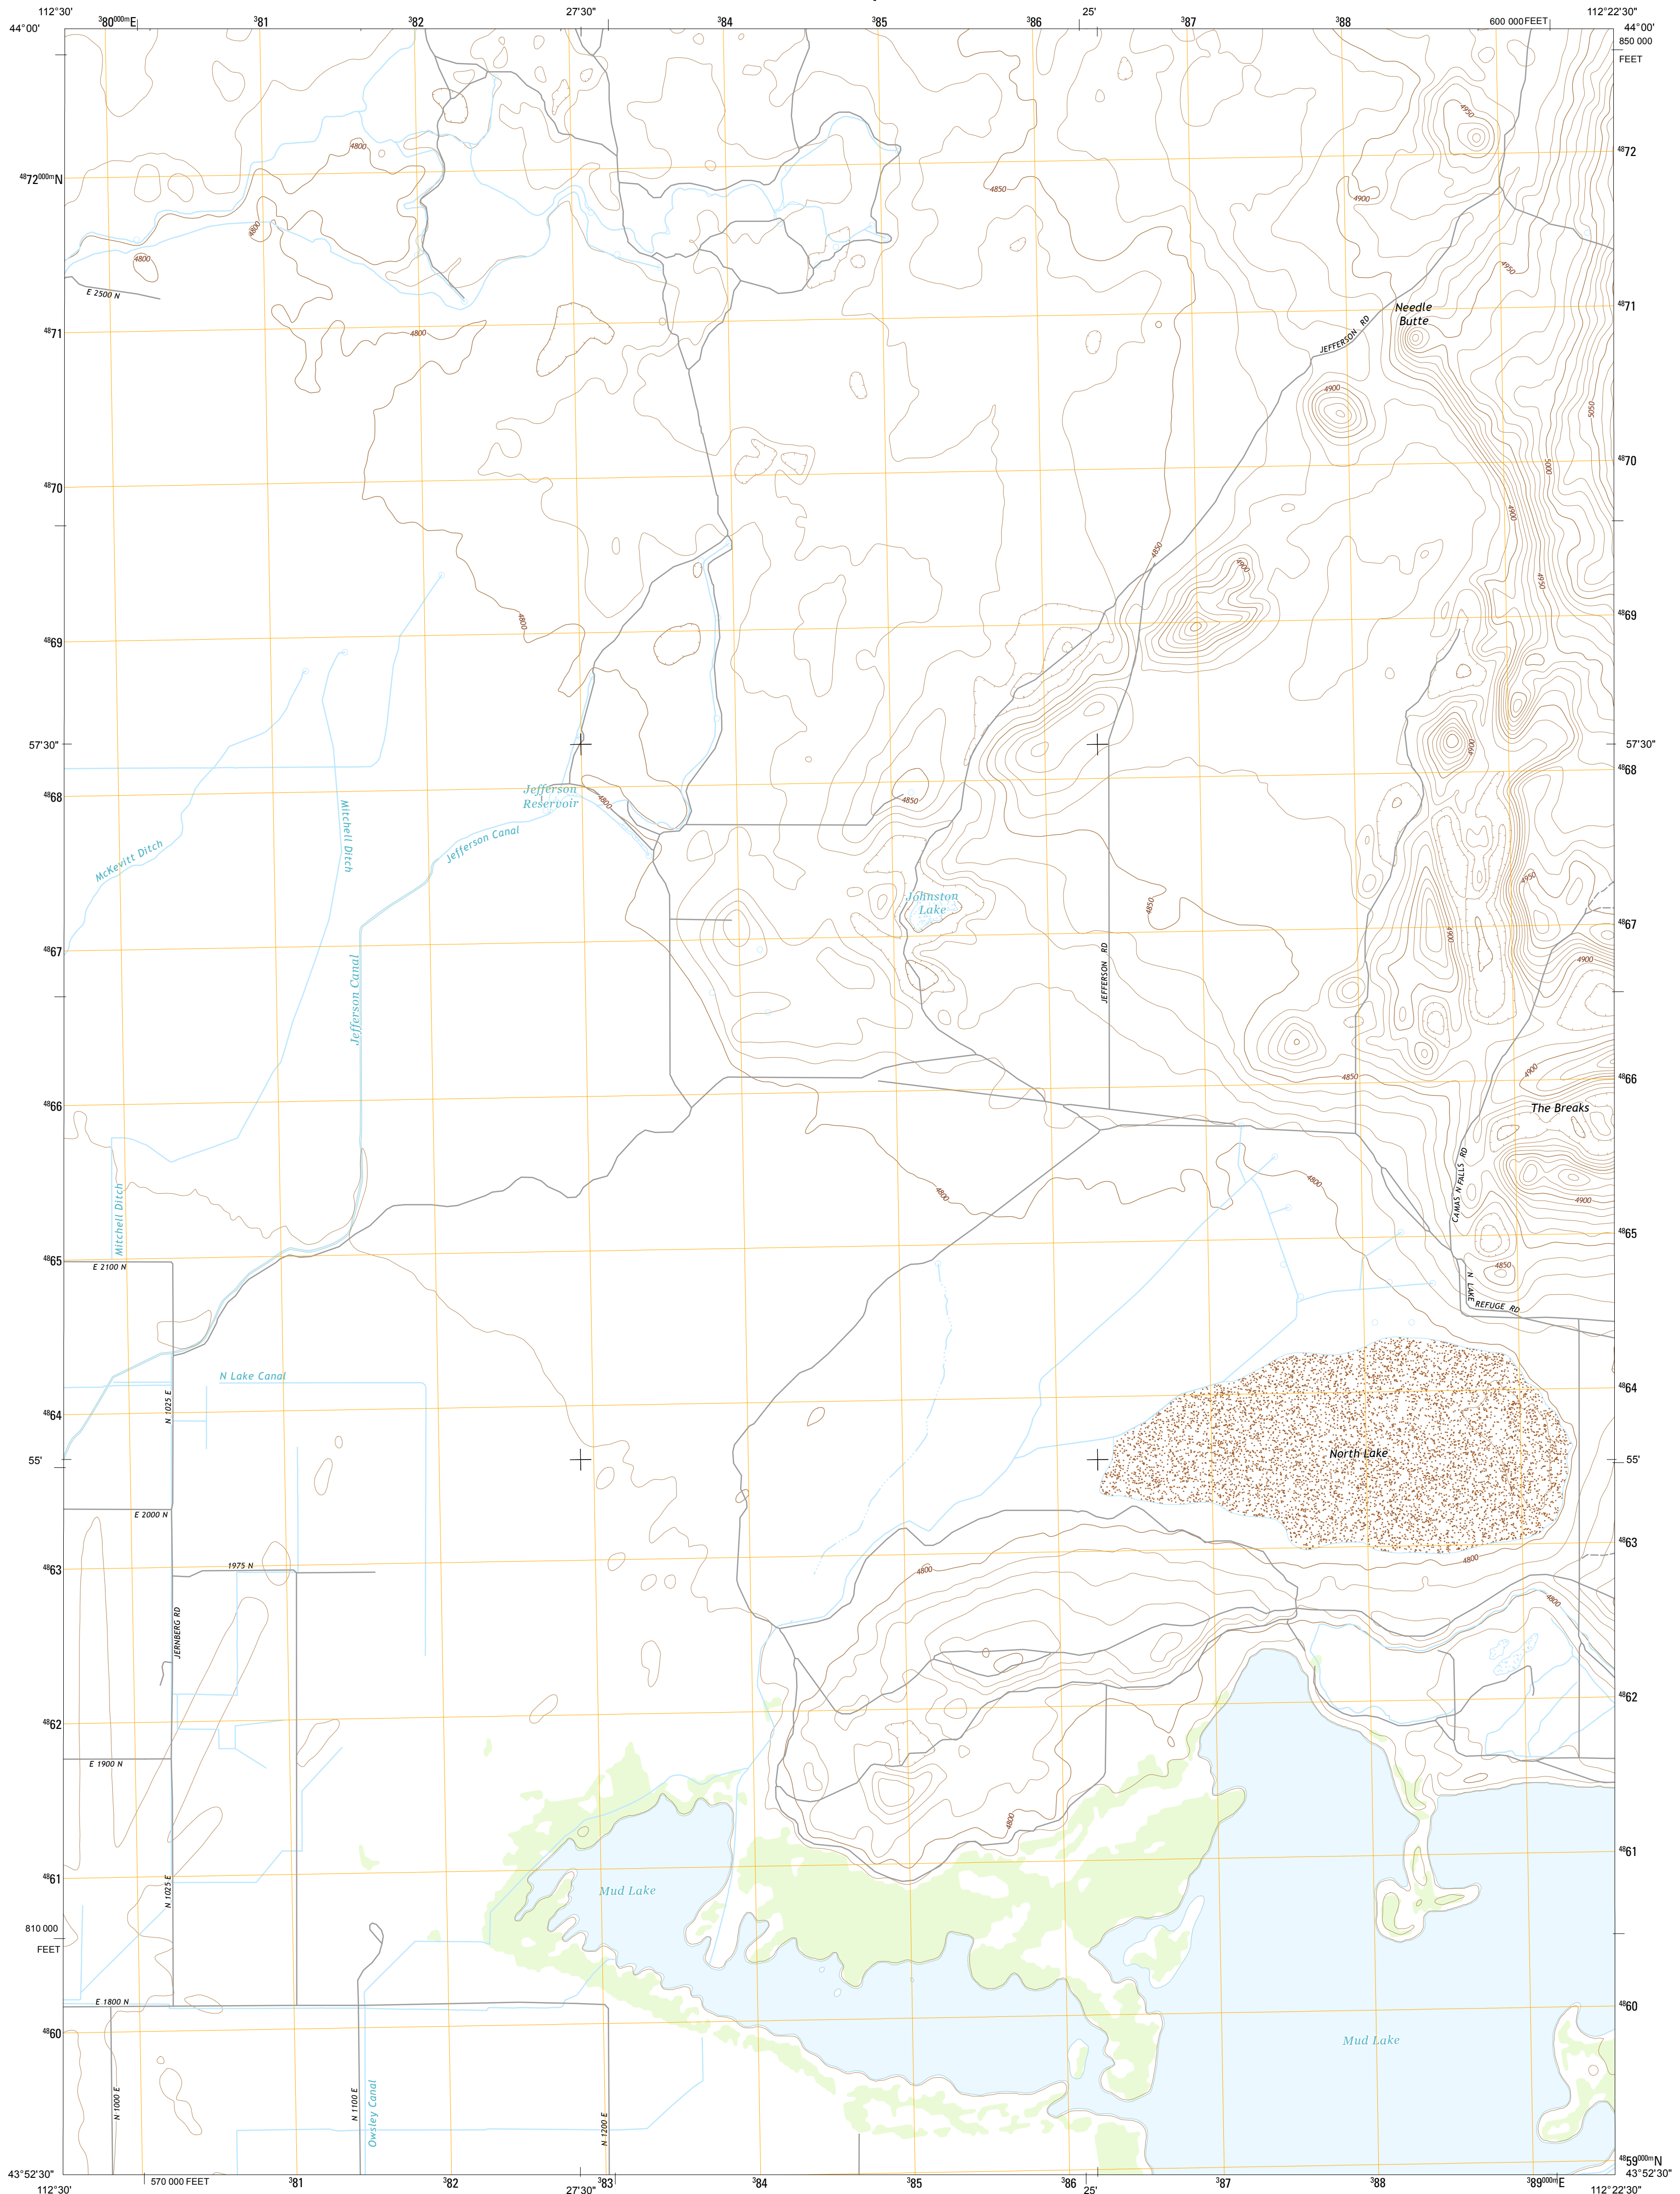 112°30'
³80⁰⁰⁰ᵐE
³81
³82
27'30"
³84
³85
³86
25'
³87
³88
600 000 FEET
112°22'30"
44°00'
44°00'
850 000
FEET
4950
4800
⁴⁸72
⁴⁸72⁰⁰⁰ᵐN
4850
4900
4800
4800
4950
E 2500 N
⁴⁸71
Needle
Butte
⁴⁸71
4800
JEFFERSON RD
4900
5050
⁴⁸70
5000
⁴⁸70
4900
4850
4900
4950
⁴⁸69
4800
⁴⁸69
57'30"
4900
57'30"
⁴⁸68
⁴⁸68
Jefferson
Reservoir
4800
4850
Mitchell Ditch
Jefferson Canal
McKevitt Ditch
4950
Johnston
Lake
4850
⁴⁸67
4900
⁴⁸67
4900
JEFFERSON RD
Jefferson Canal
4900
4850
⁴⁸66
⁴⁸66
The Breaks
4800
4800
CAMAS N FALLS RD
4900
Mitchell Ditch
⁴⁸65
⁴⁸65
E 2100 N
4850
N LAKE
REFUGE RD
N Lake Canal
⁴⁸64
N 1025 E
⁴⁸64
55'
North Lake
55'
E 2000 N
⁴⁸63
1975 N
4800
⁴⁸63
4800
4800
JERNBERG RD
⁴⁸62
⁴⁸62
E 1900 N
4800
⁴⁸61
⁴⁸61
N 1025 E
Mud Lake
810 000
FEET
E 1800 N
⁴⁸60
⁴⁸60
Mud Lake
N 1000 E
N 1100 E
Owsley Canal
N 1200 E
⁴⁸59⁰⁰⁰ᵐN
43°52'30"
43°52'30"
570 000 FEET
³81
³82
³83
³84
³85
³86
³87
³88
³89⁰⁰⁰ᵐE
112°30'
27'30"
25'
112°22'30"